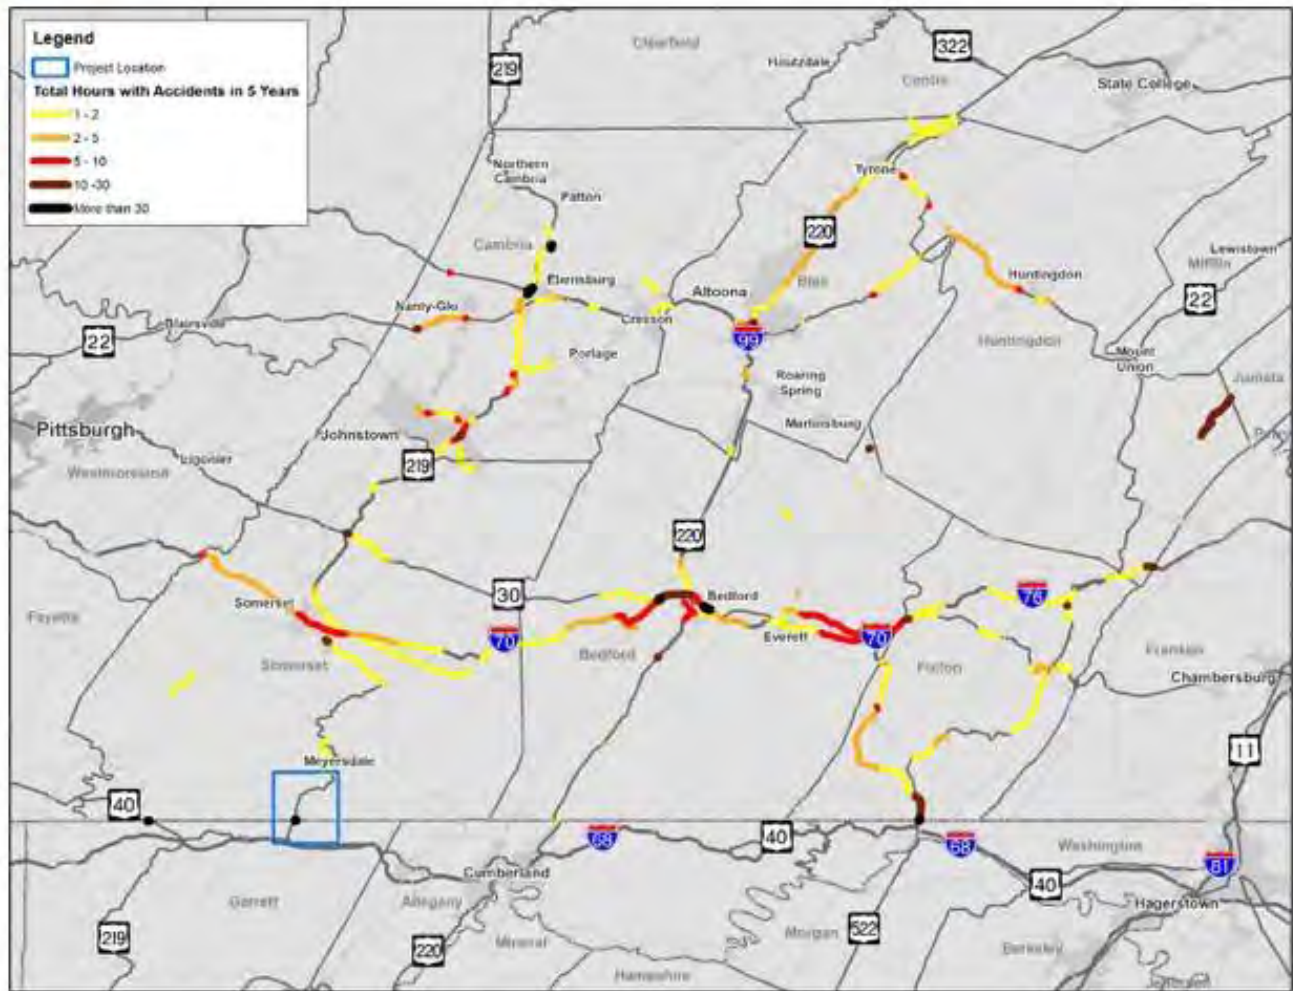 Legend
Project Location
Total Hours with Accidents in 5 Years
1 - 2
2 - 5
5 - 10
10 -30
More than 30
219
Clearfield
Houtzdale
322
Centre
State College
Northern
Cambria
Patton
Tyrone
220
Cambria
Ebensburg
Nanty-Glo
Altoona
Blair
Huntingdon
Lewistown
Mifflin
22
Blairsville
22
Cresson
99
Huntingdon
Mount
Union
Portage
Roaring
Spring
Juniata
Perry
Pittsburgh
Johnstown
Martinsburg
Westmoreland
Ligonier
219
220
30
Bedford
76
Somerset
Fayette
70
Everett
70
Somerset
Bedford
Fulton
Franklin
Chambersburg
Meyersdale
11
40
68
40
68
Washington
81
Cumberland
40
Garrett
Allegany
Hagerstown
219
220
Mineral
Morgan
522
Berkeley
Hampshire
Jefferson